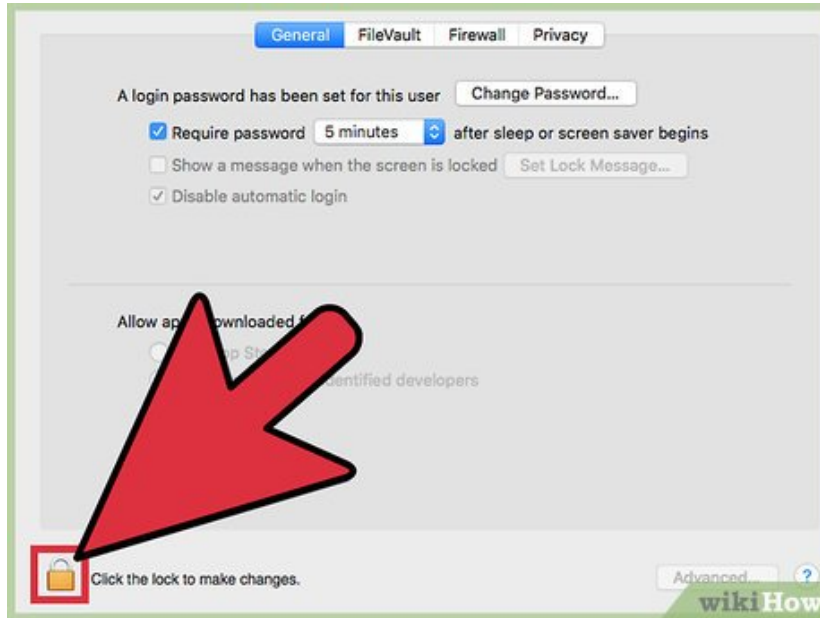 General FileVault Firewall Privacy
A login password has been set for this user Change Password...
Require password 5 minutes after sleep or screen saver begins
Show a message when the screen is locked Set Lock Message...
Disable automatic login
Allow downloaded
developers
Click the lock to make changes.
Advanced... ?
wikiHow